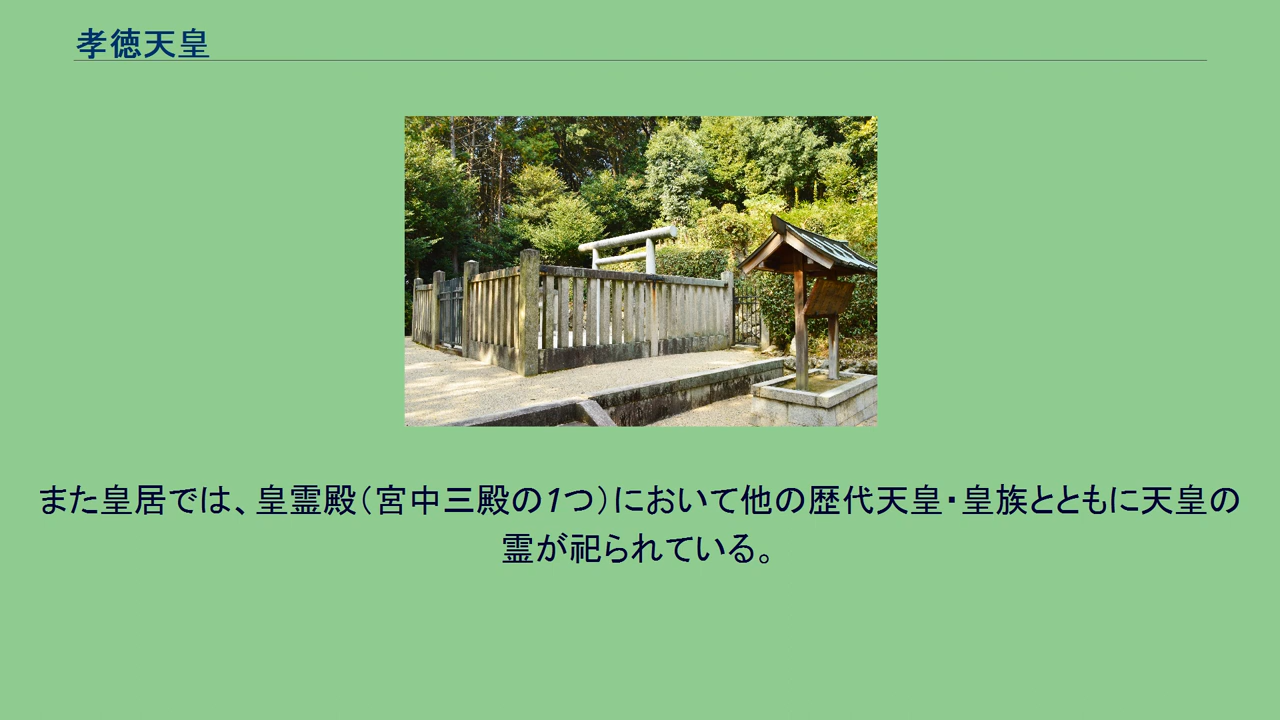 孝徳天皇
また皇居では、皇霊殿（宮中三殿の1つ）において他の歴代天皇・皇族とともに天皇の
霊が祀られている。